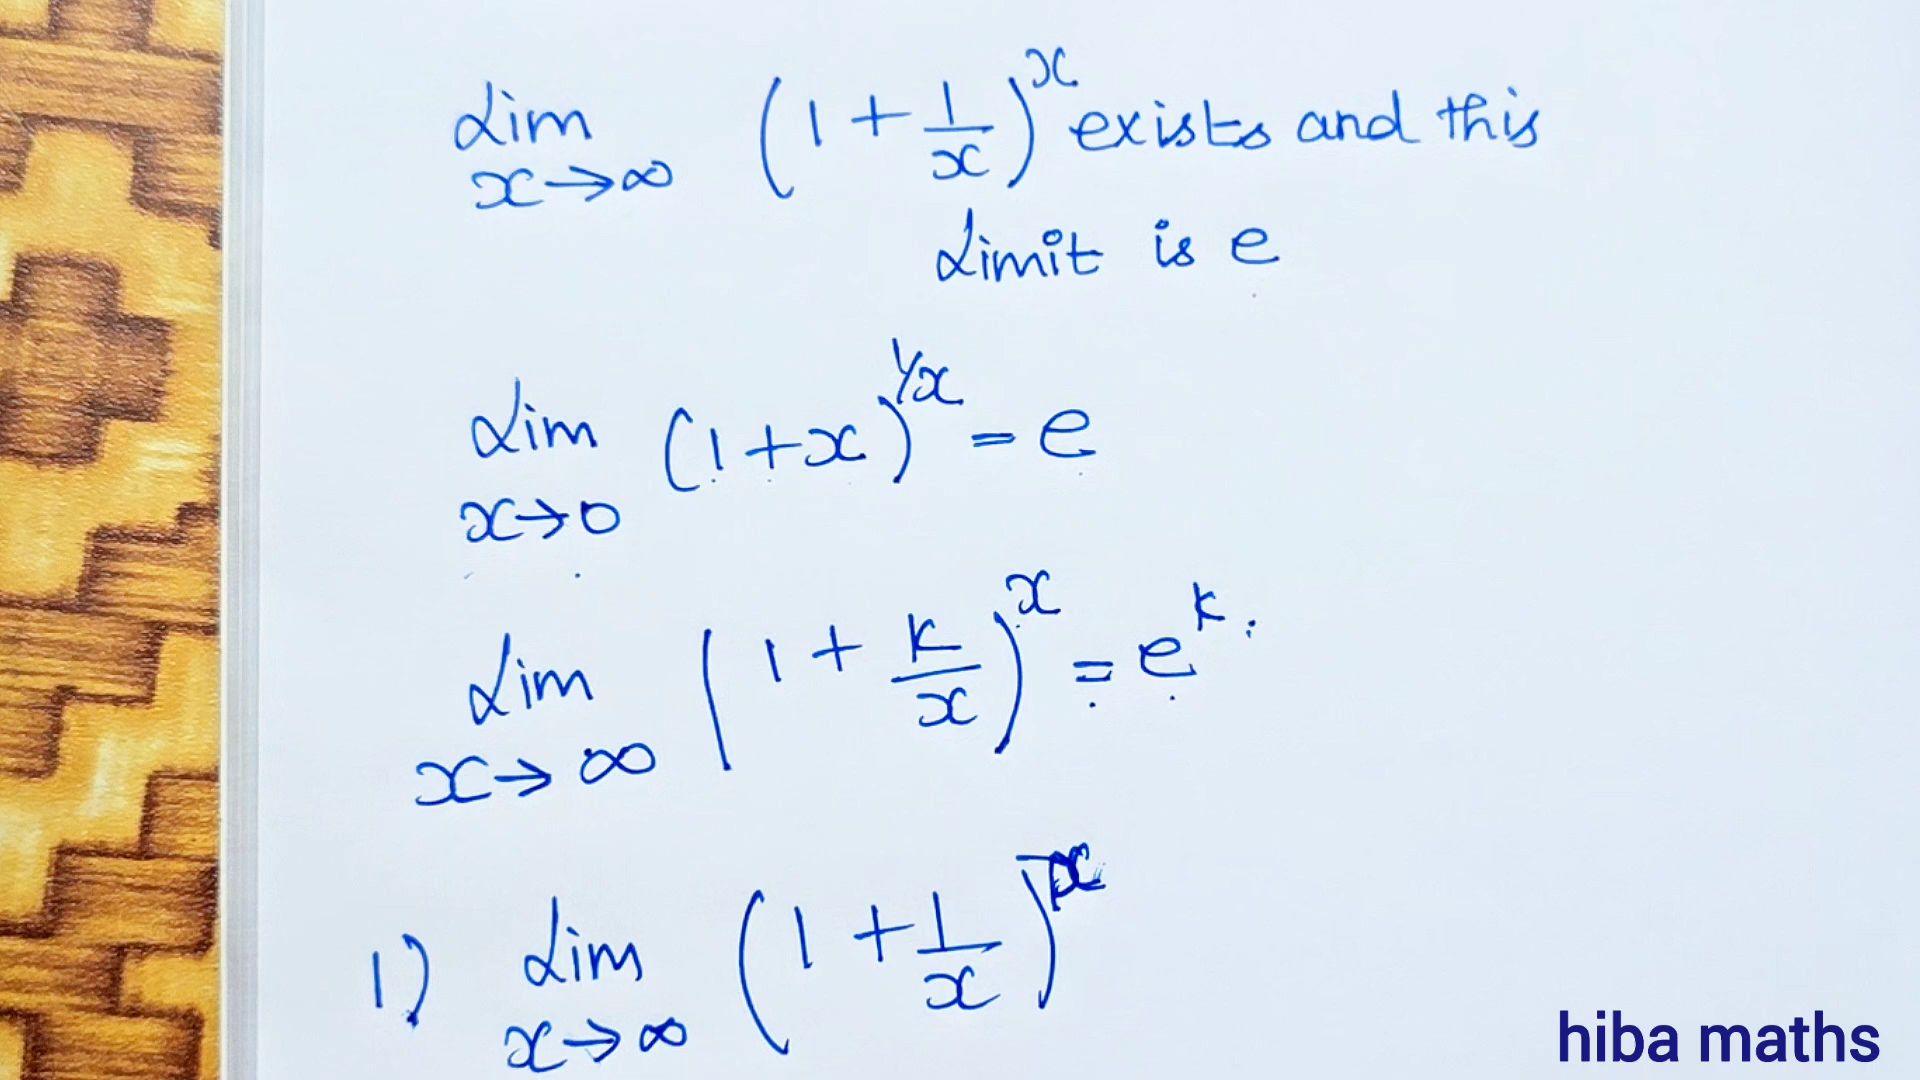 Lim x→∞ (1 + 1/x)^x exists and this
Limit is e
Lim x→0 (1+x)^1/x = e
Lim x→∞ (1 + k/x)^x = e^k.
1) Lim x→∞ (1 + 1/x)
hiba maths